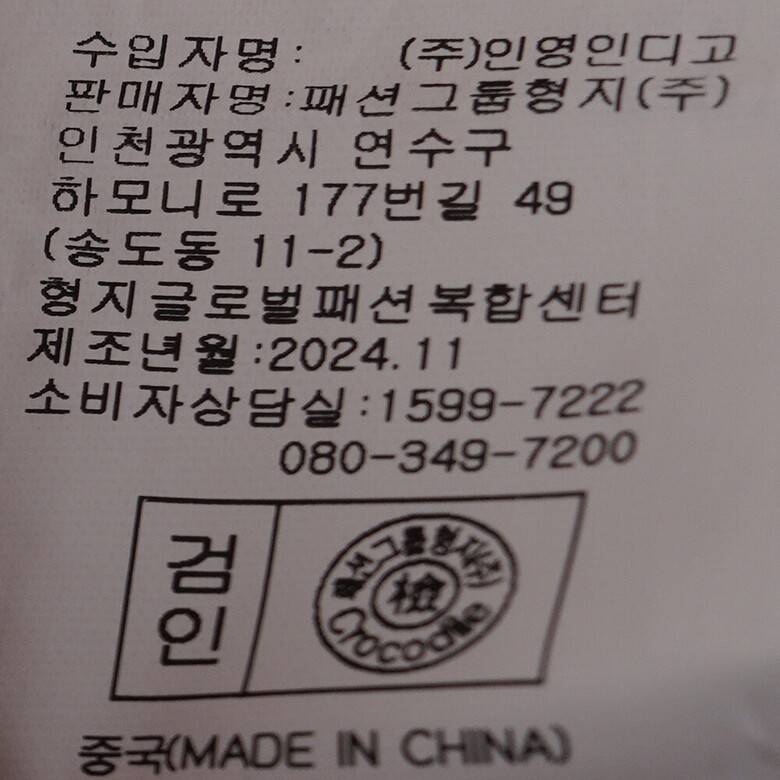 수입자명: (주)인영인디고
판매자명:패션그룹형지(주)
인천광역시 연수구
하모니로 177번길 49
(송도동 11-2)
형지글로벌패션복합센터
제조년월:2024.11
소비자상담실:1599-7222
080-349-7200
검인
패션그룹형지(주)
檢
Crocodile
중국(MADE IN CHINA)